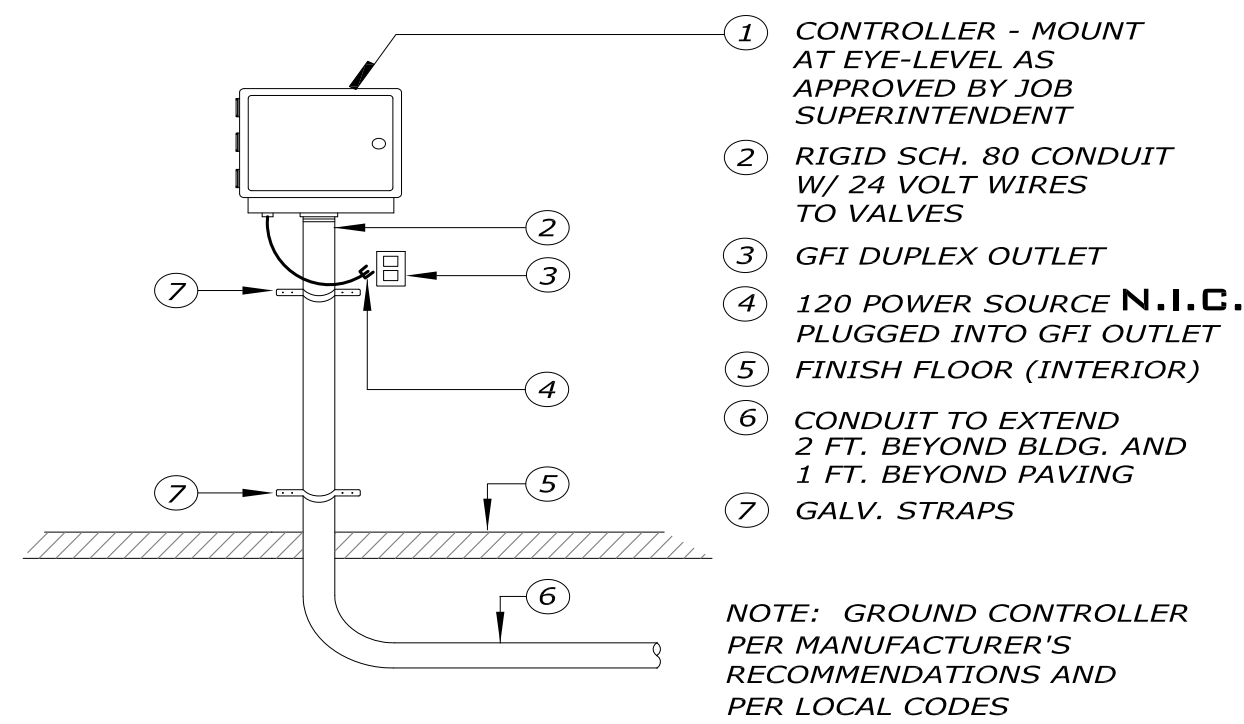 1 CONTROLLER - MOUNT
AT EYE-LEVEL AS
APPROVED BY JOB
SUPERINTENDENT
2 RIGID SCH. 80 CONDUIT
W/ 24 VOLT WIRES
TO VALVES
3 GFI DUPLEX OUTLET
4 120 POWER SOURCE N.I.C.
PLUGGED INTO GFI OUTLET
5 FINISH FLOOR (INTERIOR)
6 CONDUIT TO EXTEND
2 FT. BEYOND BLDG. AND
1 FT. BEYOND PAVING
7 GALV. STRAPS
NOTE: GROUND CONTROLLER
PER MANUFACTURER'S
RECOMMENDATIONS AND
PER LOCAL CODES
2
3
7
4
7
5
6